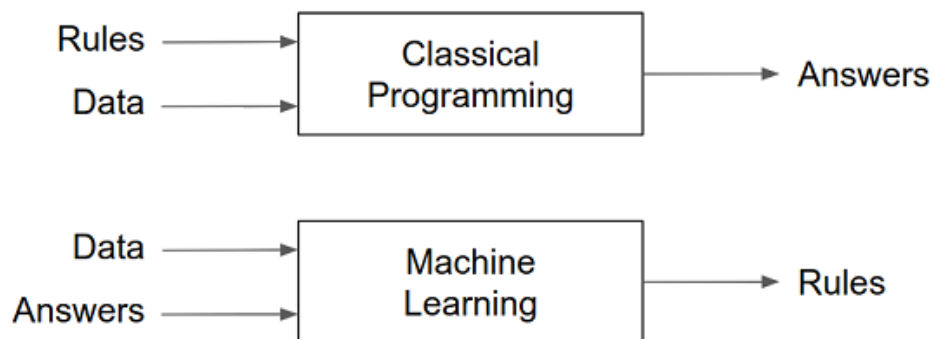 Rules
Data
Classical
Programming
Answers
Data
Answers
Machine
Learning
Rules